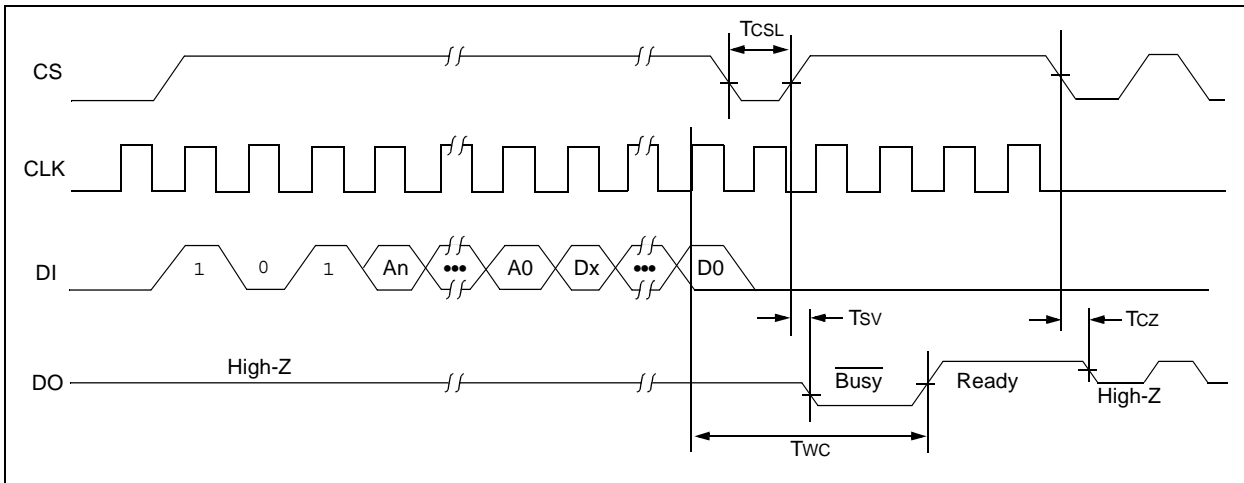 TCSL
CS
CLK
DI
1 0 1 An ••• A0 Dx ••• D0
TSV
TCZ
High-Z
DO
Busy
Ready
High-Z
TWC